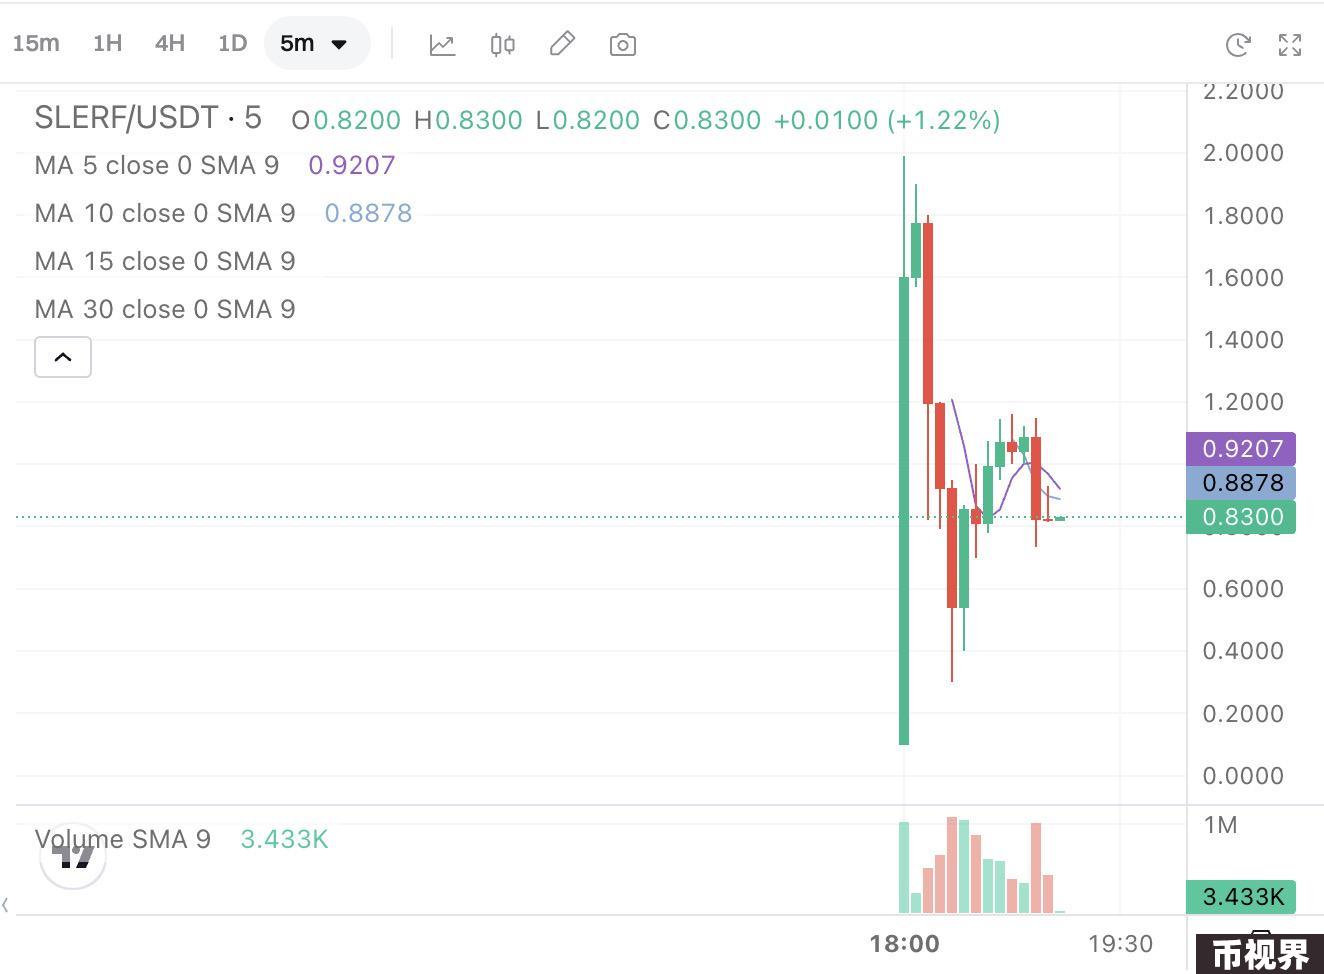 15m 1H 4H 1D 5m
SLERF/USDT · 5 O0.8200 H0.8300 L0.8200 C0.8300 +0.0100 (+1.22%)
MA 5 close 0 SMA 9 0.9207
MA 10 close 0 SMA 9 0.8878
MA 15 close 0 SMA 9
MA 30 close 0 SMA 9
2.2000
2.0000
1.8000
1.6000
1.4000
1.2000
0.9207
0.8878
0.8300
0.6000
0.4000
0.2000
0.0000
Volume SMA 9 3.433K
1M
3.433K
18:00 19:30
币视界